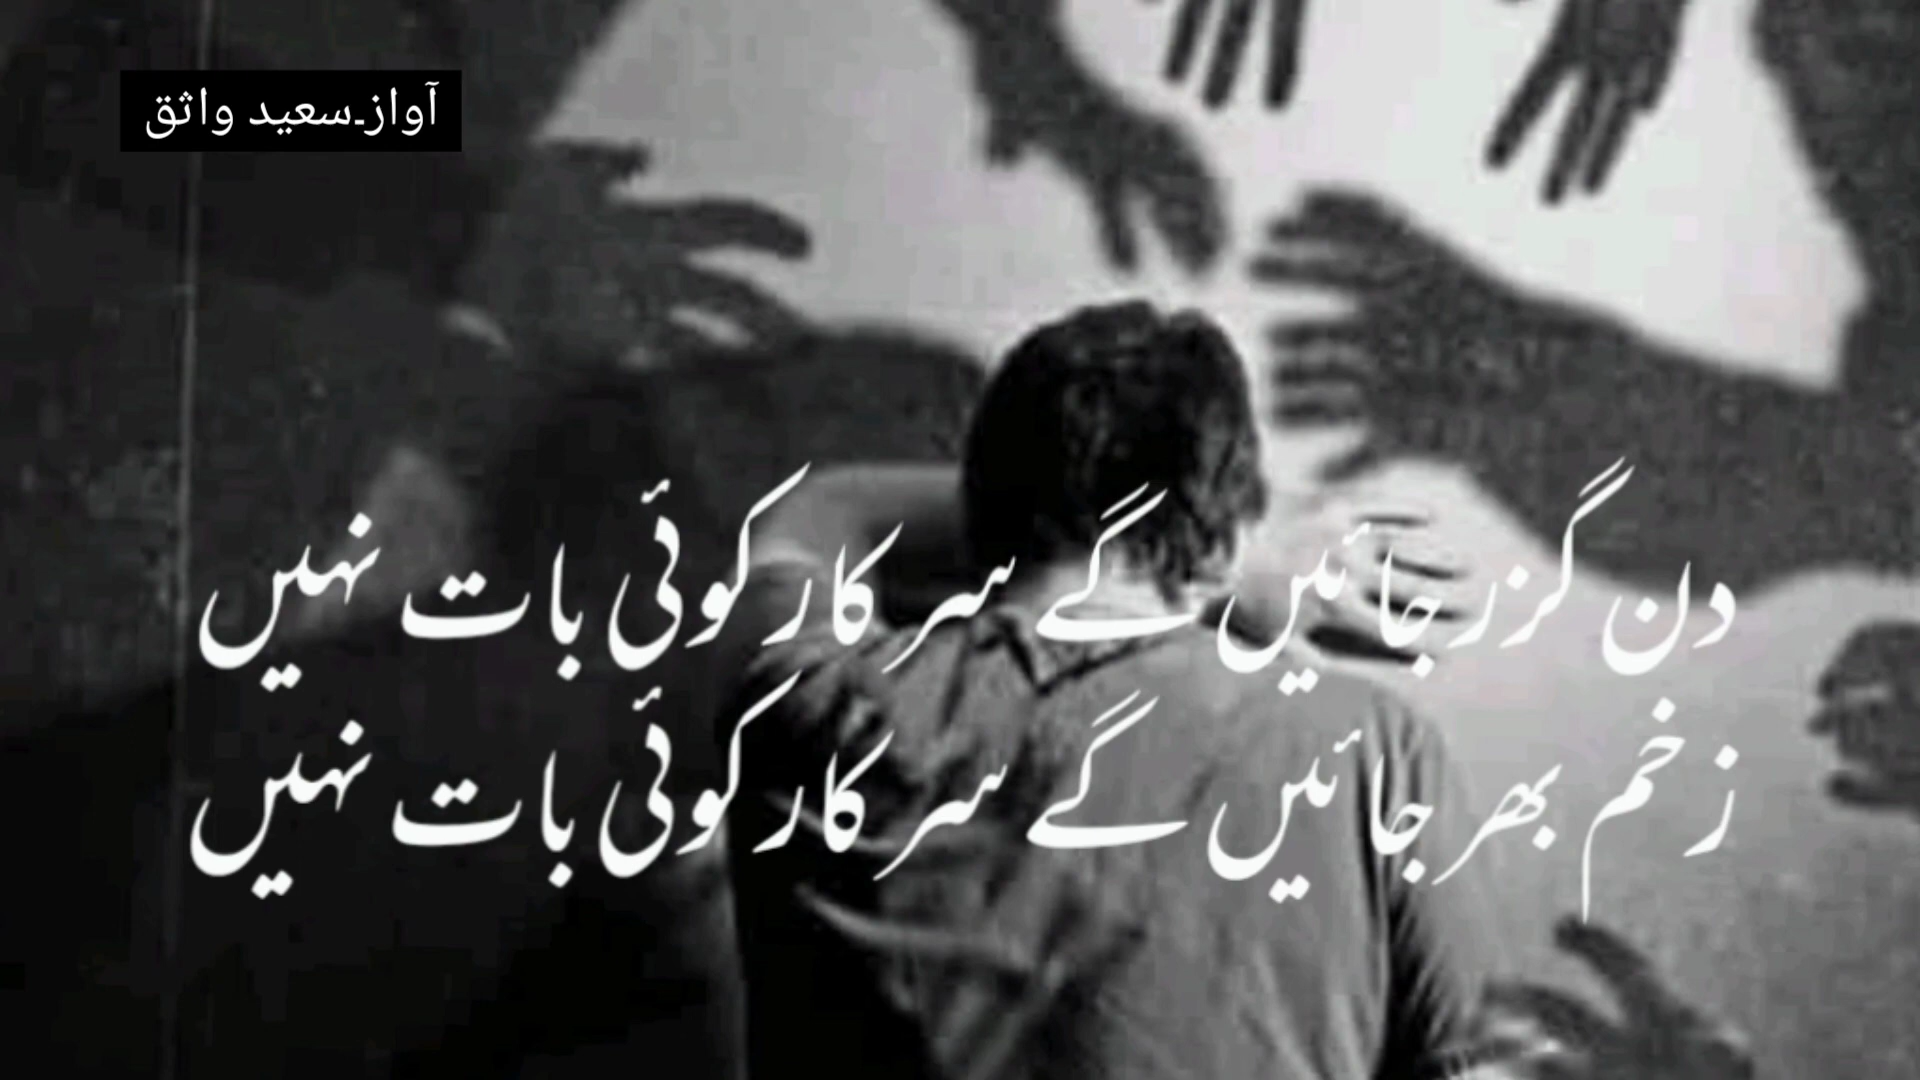 آواز۔سعید واثق
دن گزر جائیں گے سرکار کوئی بات نہیں
زخم بھر جائیں گے سرکار کوئی بات نہیں